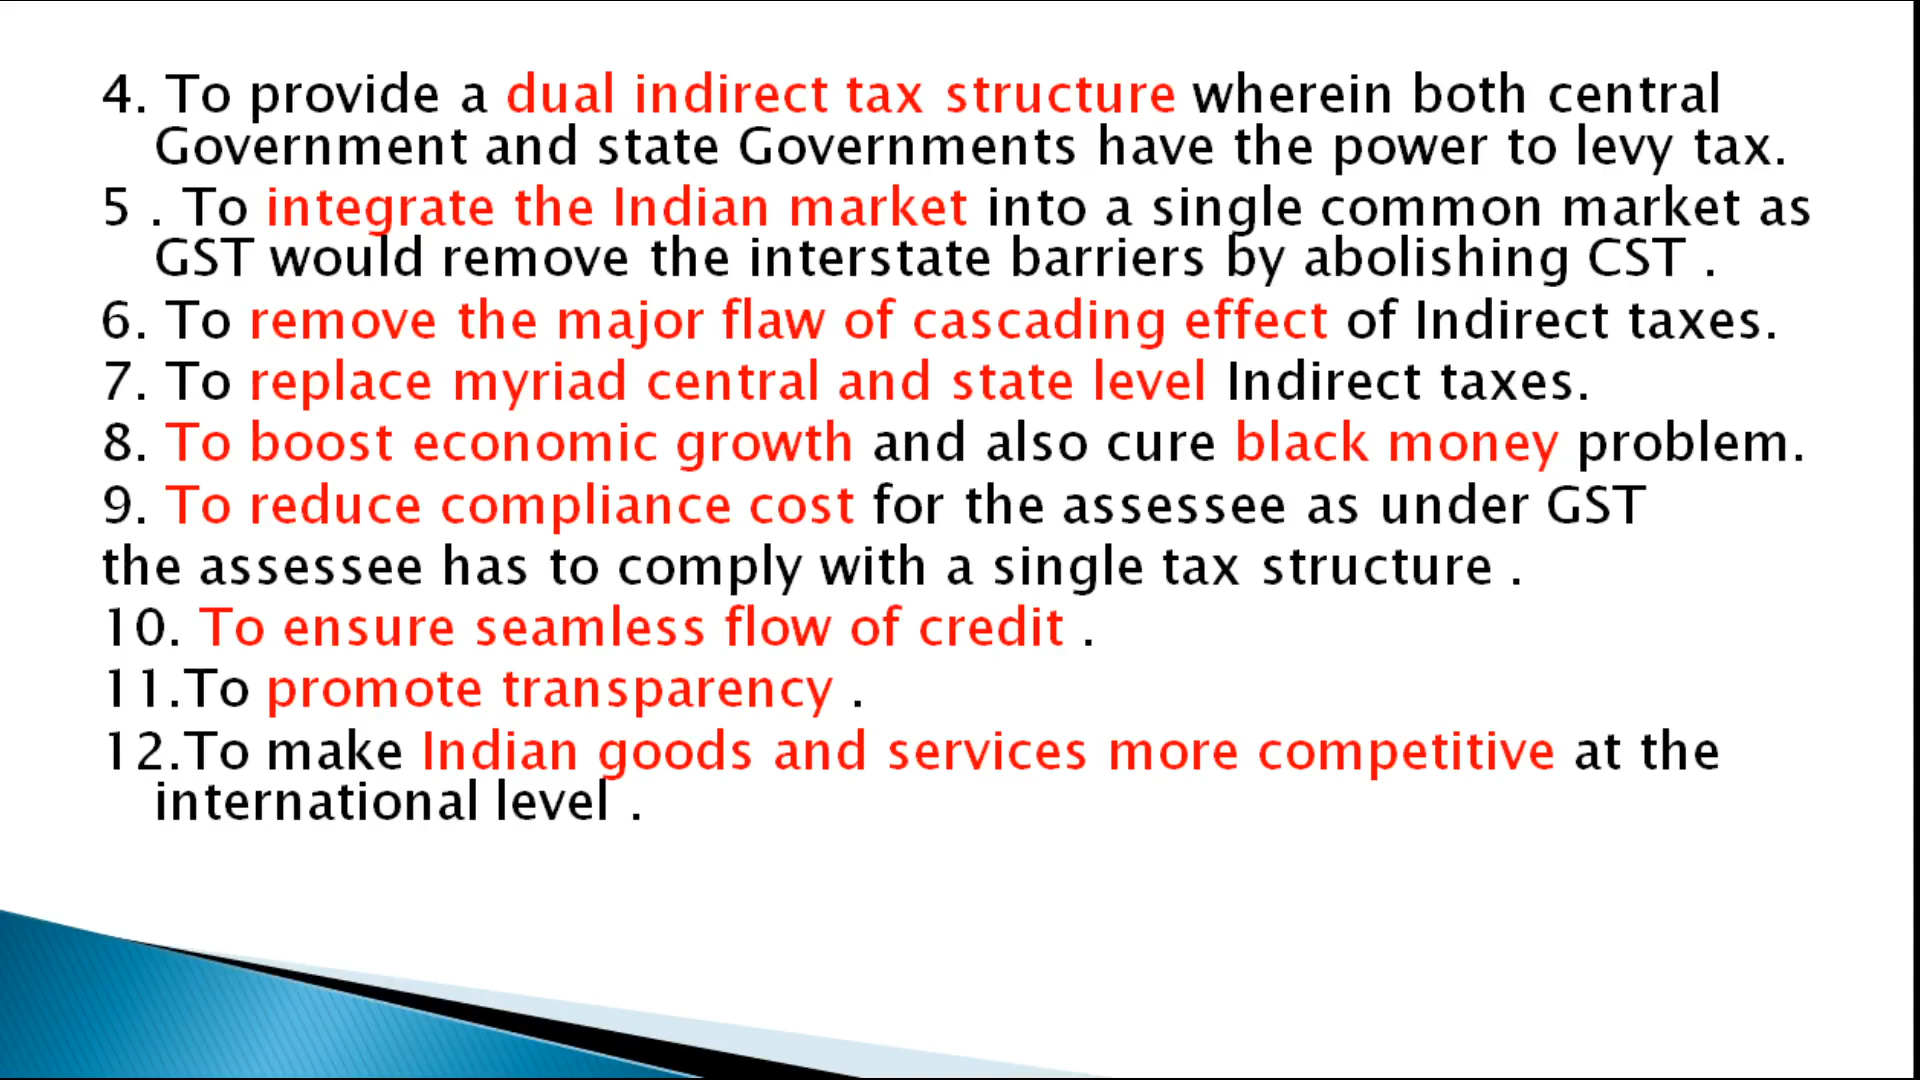 4. To provide a dual indirect tax structure wherein both central
Government and state Governments have the power to levy tax.
5 . To integrate the Indian market into a single common market as
GST would remove the interstate barriers by abolishing CST .
6. To remove the major flaw of cascading effect of Indirect taxes.
7. To replace myriad central and state level Indirect taxes.
8. To boost economic growth and also cure black money problem.
9. To reduce compliance cost for the assessee as under GST
the assessee has to comply with a single tax structure .
10. To ensure seamless flow of credit .
11.To promote transparency .
12.To make Indian goods and services more competitive at the
international level .